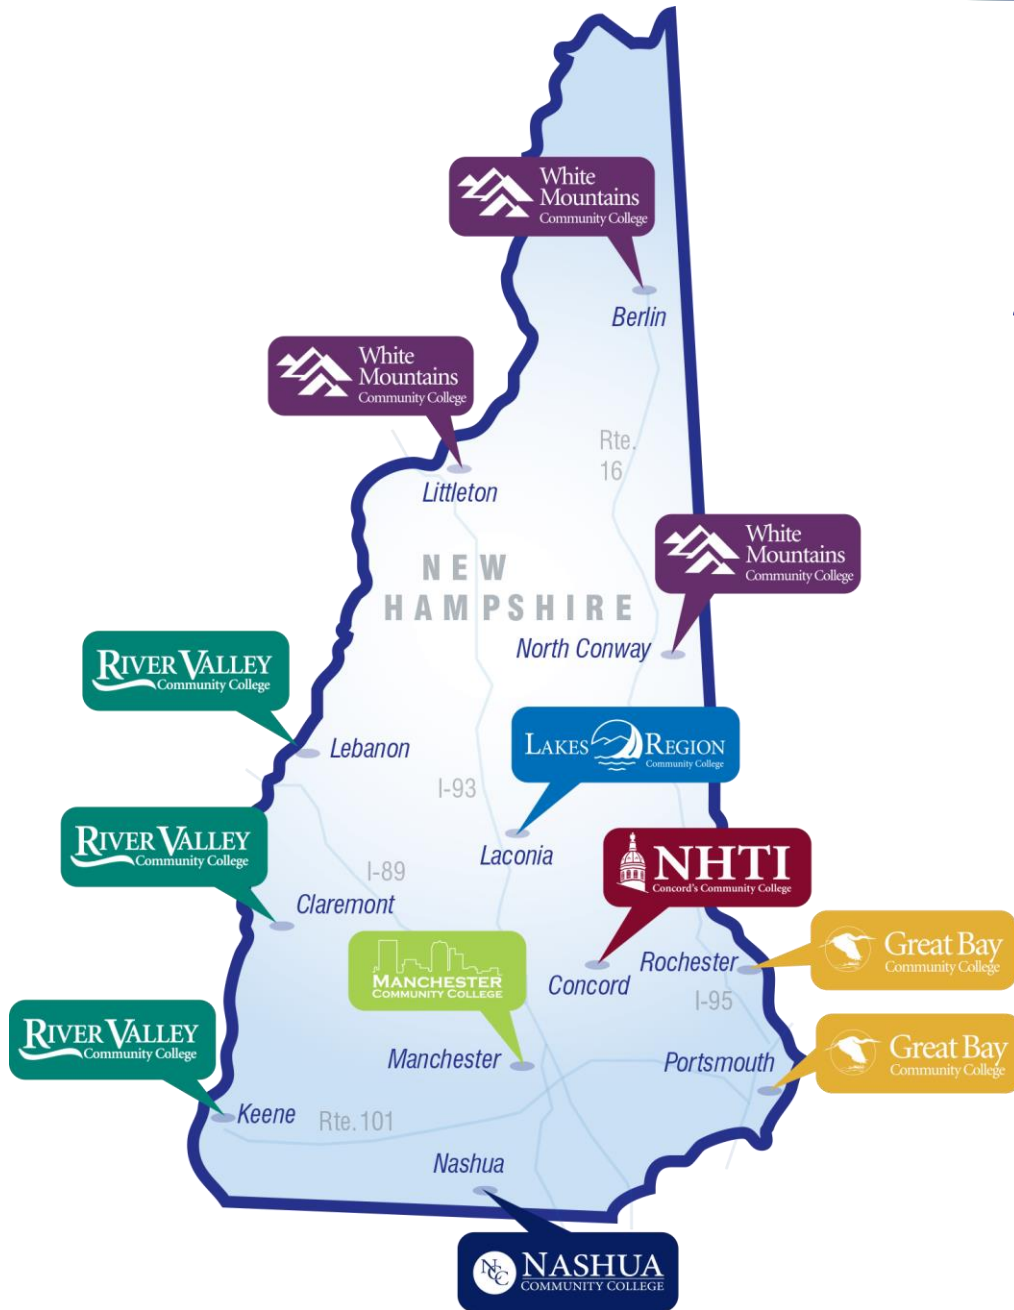 White
Mountains
Community College
Berlin
White
Mountains
Community College
Littleton
Rte.
16
White
Mountains
Community College
NEW
HAMPSHIRE
North Conway
RIVER VALLEY
Community College
Lebanon
LAKES REGION
Community College
I-93
Laconia
RIVER VALLEY
Community College
I-89
Claremont
NHTI
Concord's Community College
MANCHESTER
COMMUNITY COLLEGE
Concord
Rochester
Great Bay
Community College
I-95
RIVER VALLEY
Community College
Manchester
Portsmouth
Great Bay
Community College
Keene
Rte. 101
Nashua
NCC
NASHUA
COMMUNITY COLLEGE